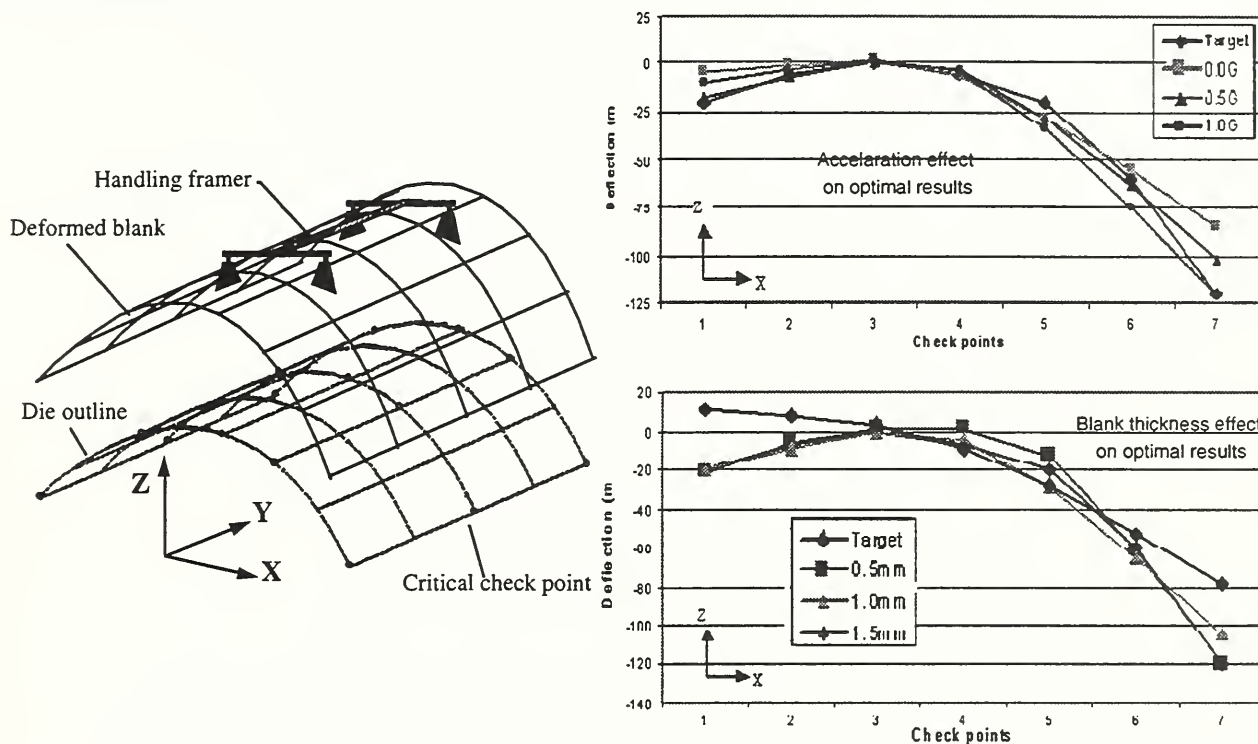 Handling framer
Deformed blank
Die outline
Z
Y
X
Critical check point
25
0
-25
-50
-75
-100
-125
Deflection (m
Target
0.0G
0.5G
1.0G
Accelaration effect
on optimal results
Z
X
1 2 3 4 5 6 7
Check points
20
0
-20
-40
-60
-80
-100
-120
-140
Deflection (m
Blank thickness effect
on optimal results
Target
0.5mm
1.0mm
1.5mm
Z
X
1 2 3 4 5 6 7
Check points